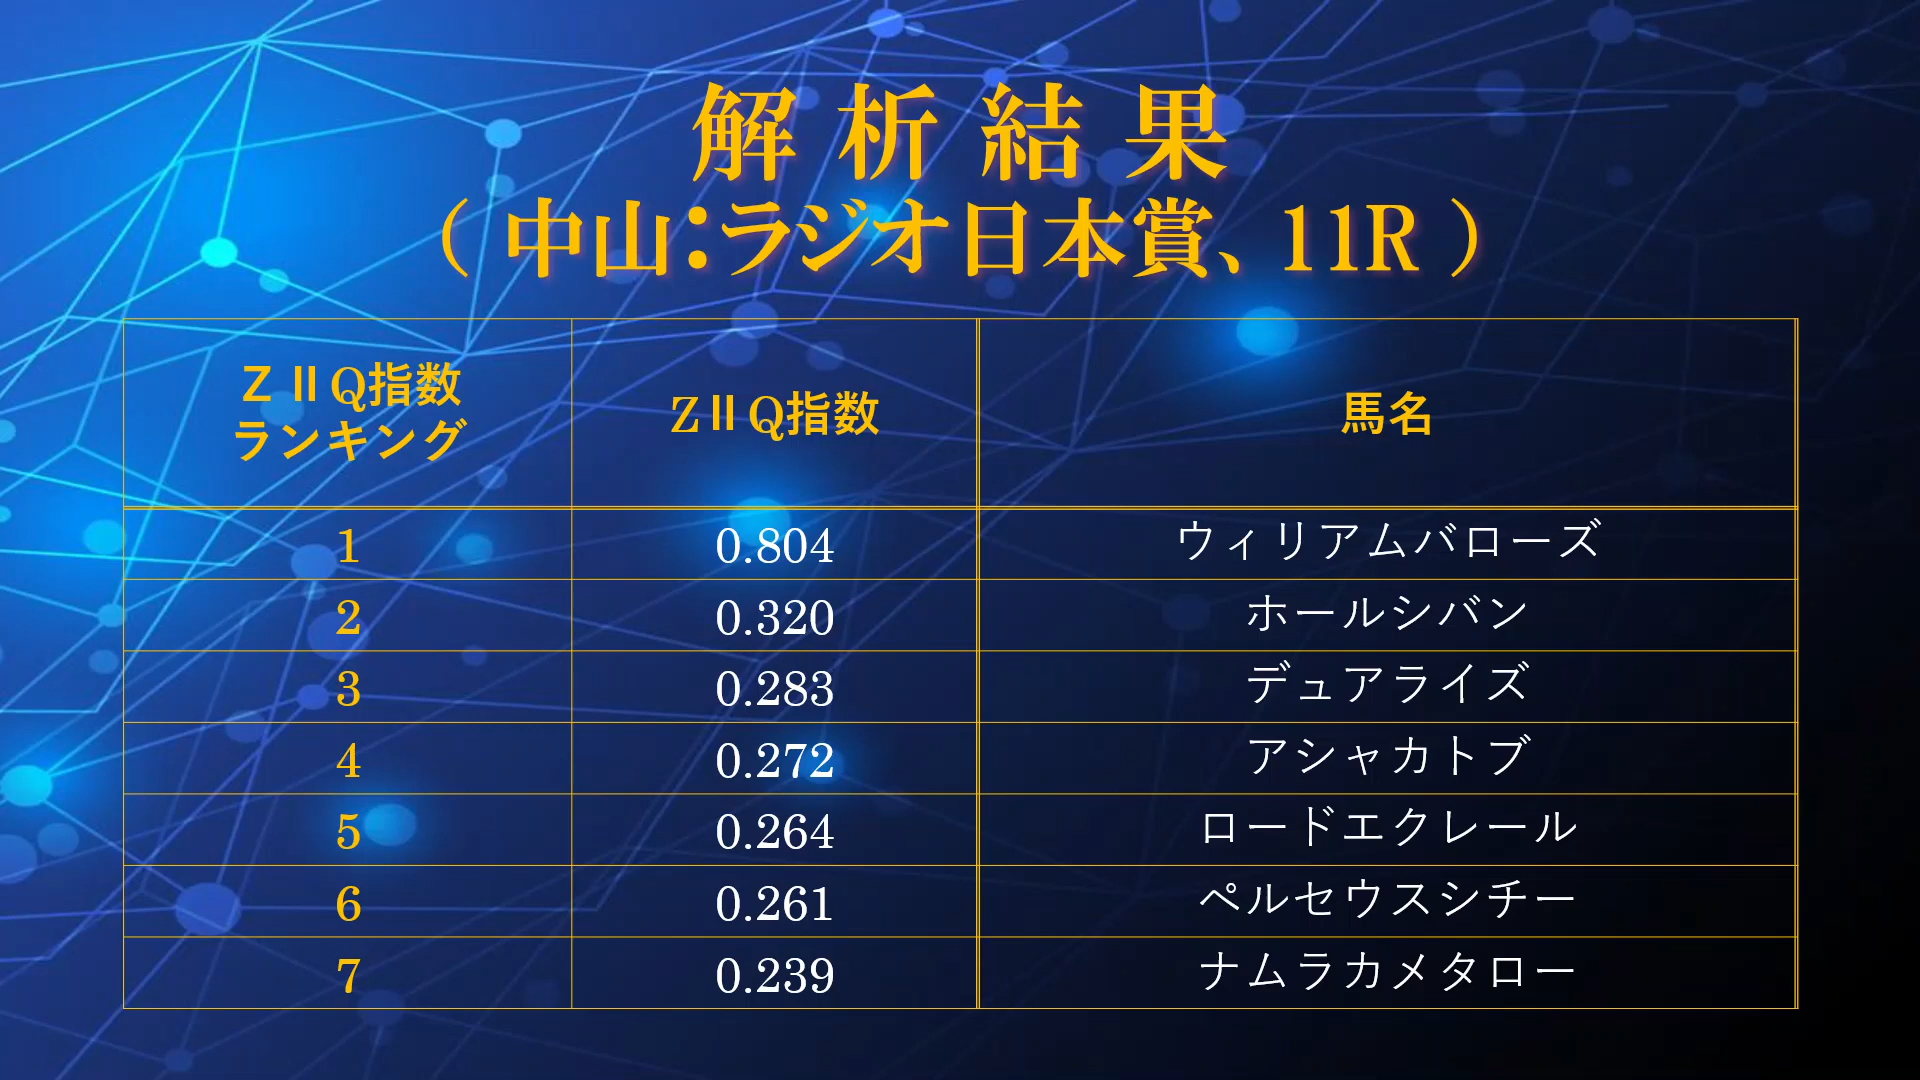 解析結果
（ 中山：ラジオ日本賞、11R ）
ＺⅡQ指数
ランキング
ZⅡQ指数
馬名
1
0.804
ウィリアムバローズ
2
0.320
ホールシバン
3
0.283
デュアライズ
4
0.272
アシャカトブ
5
0.264
ロードエクレール
6
0.261
ペルセウスシチー
7
0.239
ナムラカメタロー